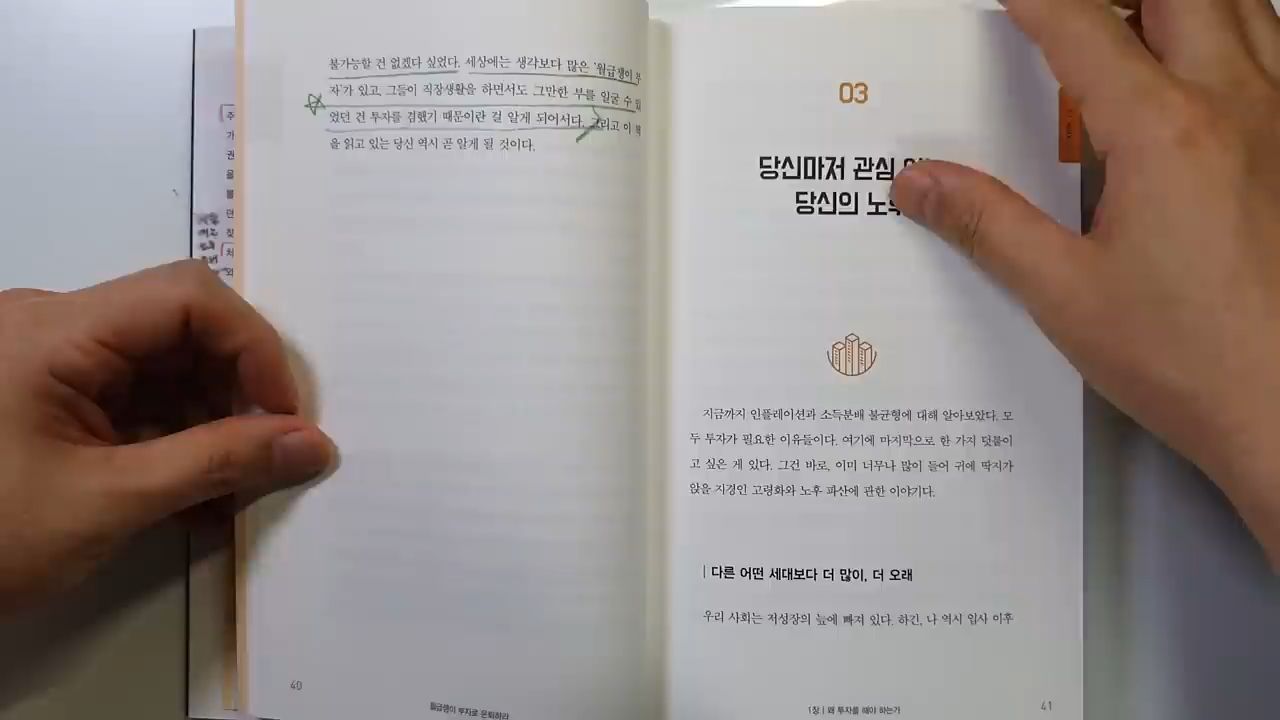 불가능할 건 없겠다 싶었다. 세상에는 생각보다 많은 '월급쟁이 부
자'가 있고, 그들이 직장생활을 하면서도 그만한 부를 일굴 수 있
었던 건 투자를 겸했기 때문이란 걸 알게 되어서다. 그리고 이 책
을 읽고 있는 당신 역시 곧 알게 될 것이다.
40
월급쟁이 부자로 은퇴하라
03
당신마저 관심
당신의 노후
지금까지 인플레이션과 소득분배 불균형에 대해 알아보았다. 모
두 투자가 필요한 이유들이다. 여기에 마지막으로 한 가지 덧붙이
고 싶은 게 있다. 그건 바로, 이미 너무나 많이 들어 귀에 딱지가
앉을 지경인 고령화와 노후 파산에 관한 이야기다.
다른 어떤 세대보다 더 많이, 더 오래
우리 사회는 저성장의 늪에 빠져 있다. 하긴, 나 역시 입사 이후
1장 | 왜 투자를 해야 하는가
41